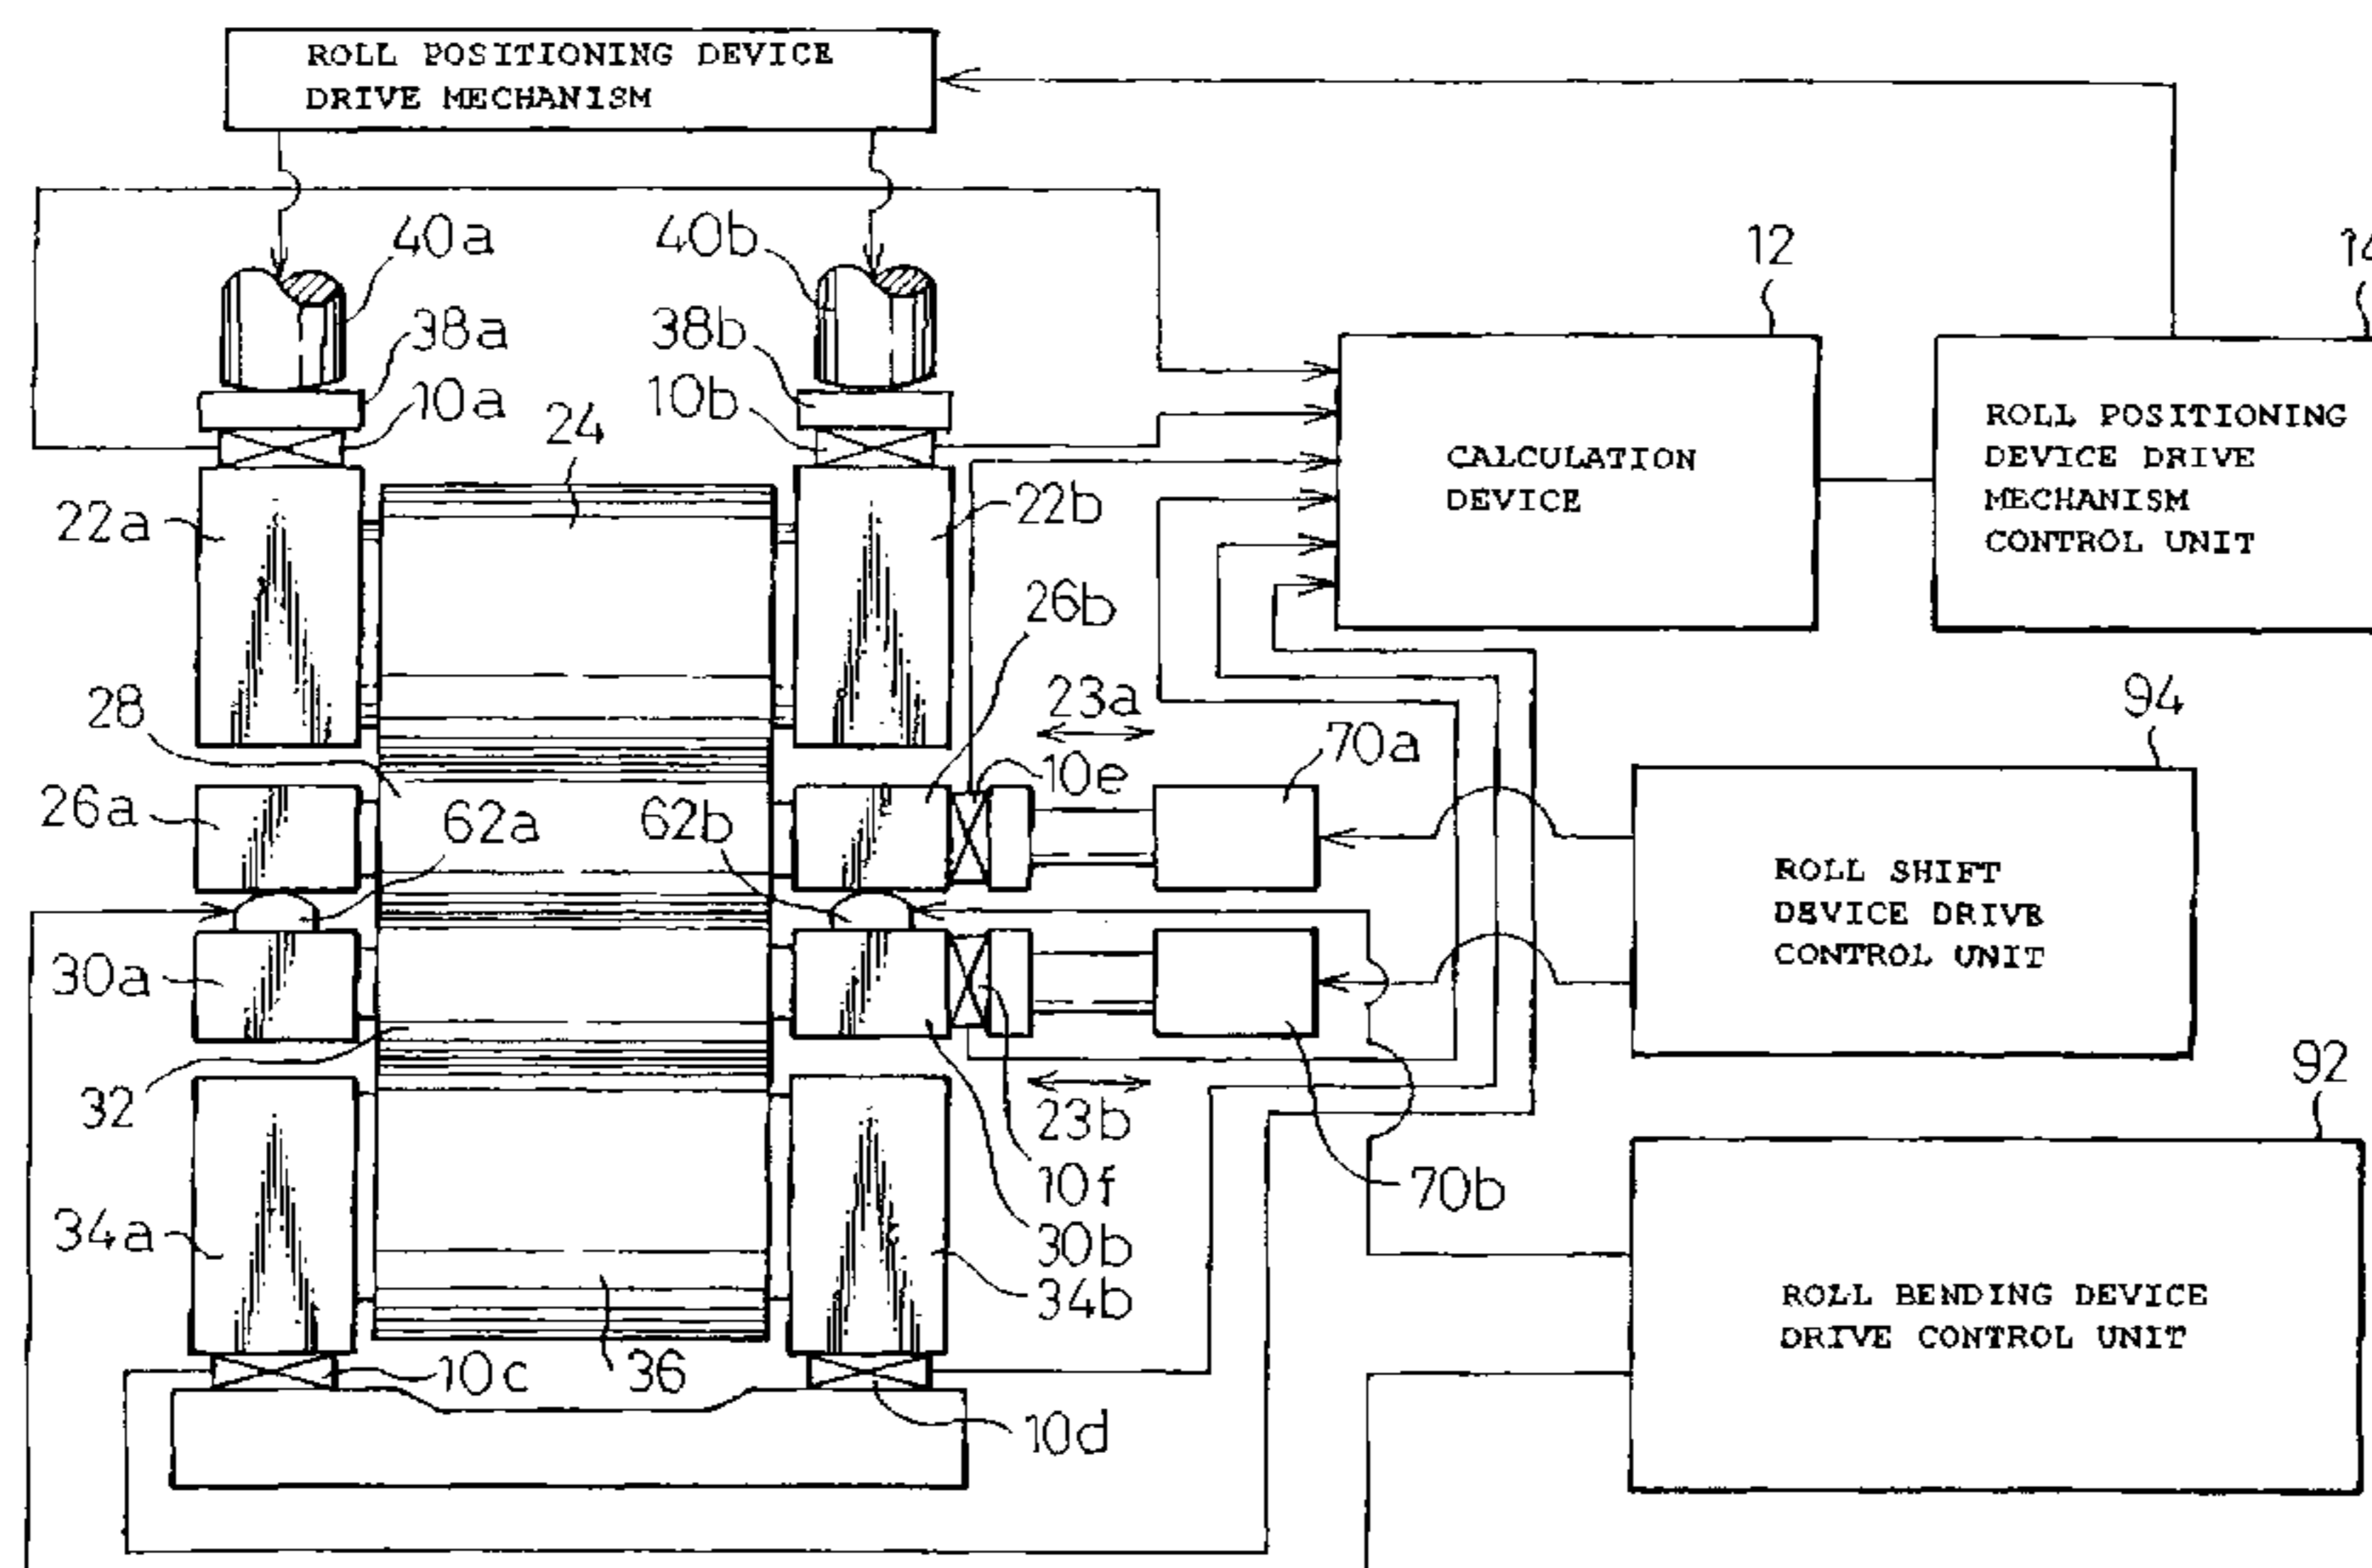 ROLL POSITIONING DEVICE
DRIVE MECHANISM
40a
40b
12
14
38a
38b
10a
10b
24
ROLL POSITIONING
DEVICE DRIVE
MECHANISM
CONTROL UNIT
CALCULATION
DEVICE
22a
22b
26b
28
23a
94
70a
10e
26a
62a
62b
ROLL SHIFT
DEVICE DRIVE
CONTROL UNIT
30a
92
32
23b
10f
70b
34a
30b
34b
ROLL BENDING DEVICE
DRIVE CONTROL UNIT
10c
36
10d